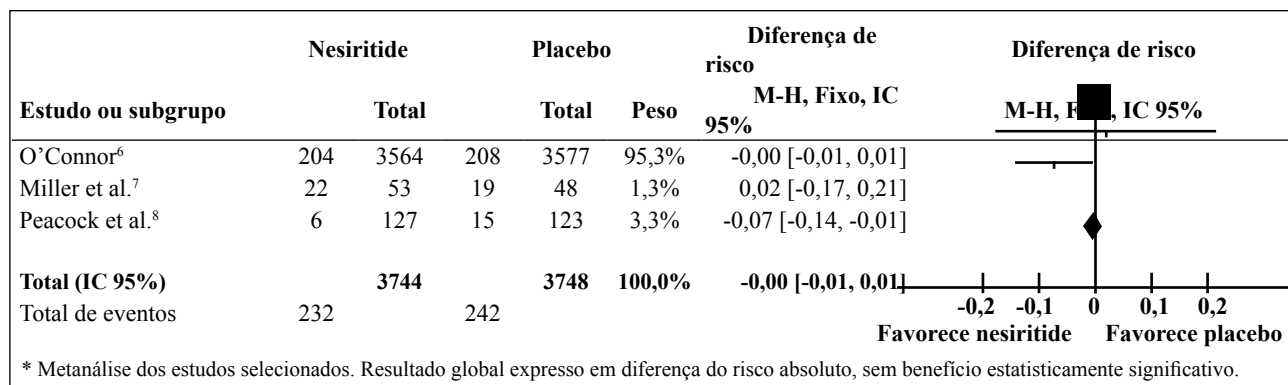 Nesiritide Placebo Diferença de risco Diferença de risco
Estudo ou subgrupo Total Total Peso M-H, Fixo, IC 95% M-H, IC 95%
O’Connor⁶ 204 3564 208 3577 95,3% -0,00 [-0,01, 0,01]
Miller et al.⁷ 22 53 19 48 1,3% 0,02 [-0,17, 0,21]
Peacock et al.⁸ 6 127 15 123 3,3% -0,07 [-0,14, -0,01]
Total (IC 95%) 3744 3748 100,0% -0,00 [-0,01, 0,01]
Total de eventos 232 242
-0,2 -0,1 0 0,1 0,2
Favorece nesiritide Favorece placebo
* Metanálise dos estudos selecionados. Resultado global expresso em diferença do risco absoluto, sem benefício estatisticamente significativo.